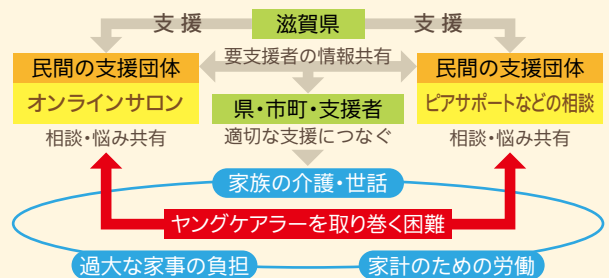 支援
滋賀県
支援
民間の支援団体
オンラインサロン
相談・悩み共有
要支援者の情報共有
県・市町・支援者
適切な支援につなぐ
民間の支援団体
ピアサポートなどの相談
相談・悩み共有
家族の介護・世話
ヤングケアラーを取り巻く困難
過大な家事の負担
家計のための労働